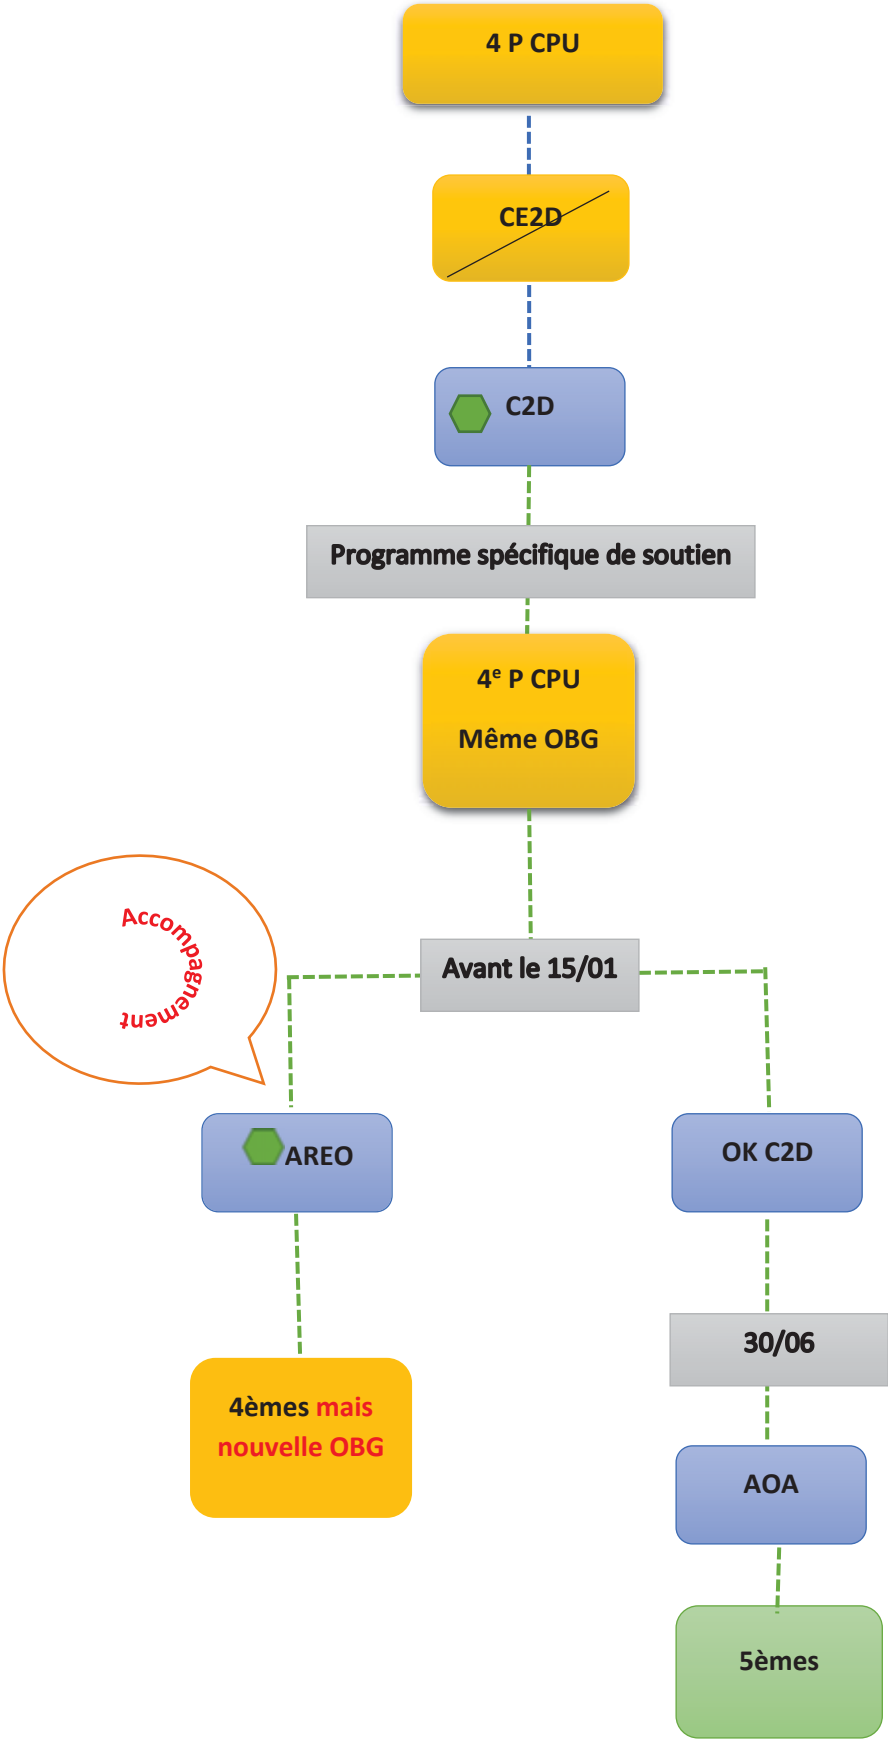 4 P CPU
CE2D
C2D
Programme spécifique de soutien
4e P CPU
Même OBG
Accompagnement
Avant le 15/01
AREO
OK C2D
4èmes mais
nouvelle OBG
30/06
AOA
5èmes